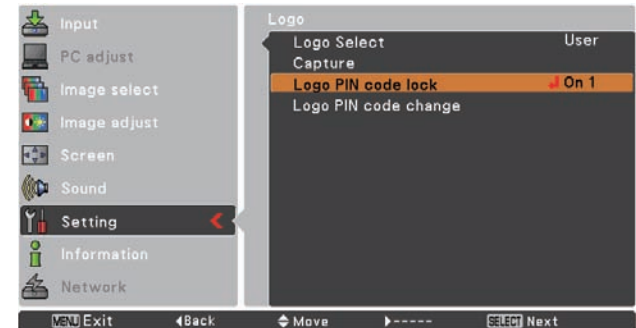 Input
PC adjust
Image select
Image adjust
Screen
Sound
Setting
Information
Network
Logo
Logo Select User
Capture
Logo PIN code lock On 1
Logo PIN code change
MENU Exit ◀Back Move ▶----- SELECT Next